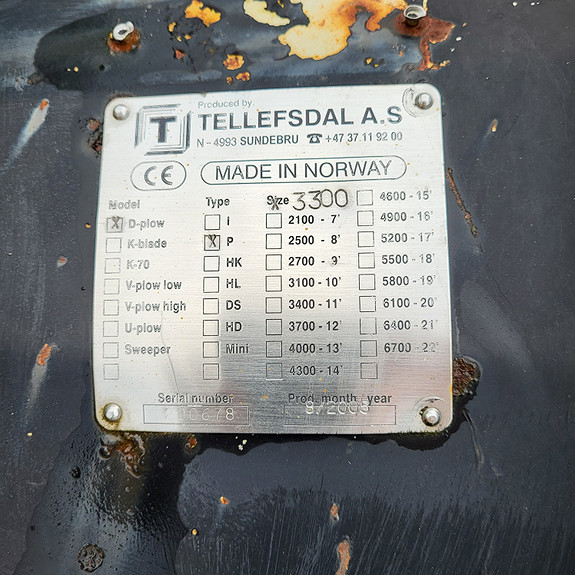 T
Produced by:
TELLEFSDAL A.S
N-4993 SUNDEBRU ☎ +47 37 11 92 00
CE
MADE IN NORWAY
Model
X D-plow
K-blade
K-70
V-plow low
V-plow high
U-plow
Sweeper
Type
I
X P
HK
HL
DS
HD
Mini
Size X 3300
2100 - 7'
2500 - 8'
2700 - 9'
3100 - 10'
3400 - 11'
3700 - 12'
4000 - 13'
4300 - 14'
4600 - 15'
4900 - 16'
5200 - 17'
5500 - 18'
5800 - 19'
6100 - 20'
6400 - 21'
6700 - 22'
Serial number
Prod. month / year